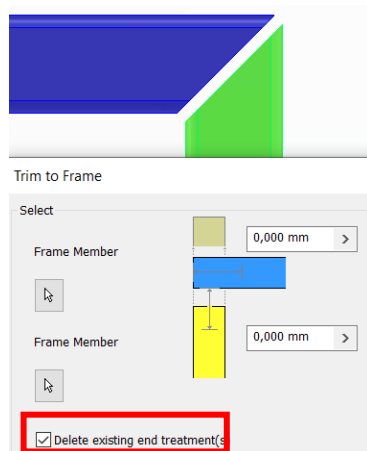 Trim to Frame
Select
0,000 mm
Frame Member
0,000 mm
Frame Member
Delete existing end treatment(s